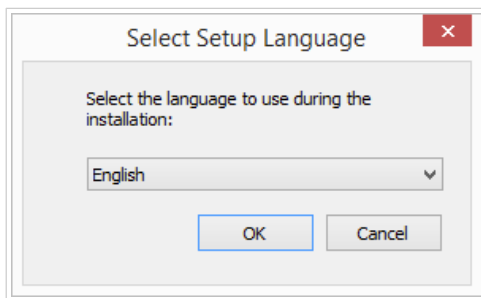 Select Setup Language
Select the language to use during the
installation:
English
OK
Cancel